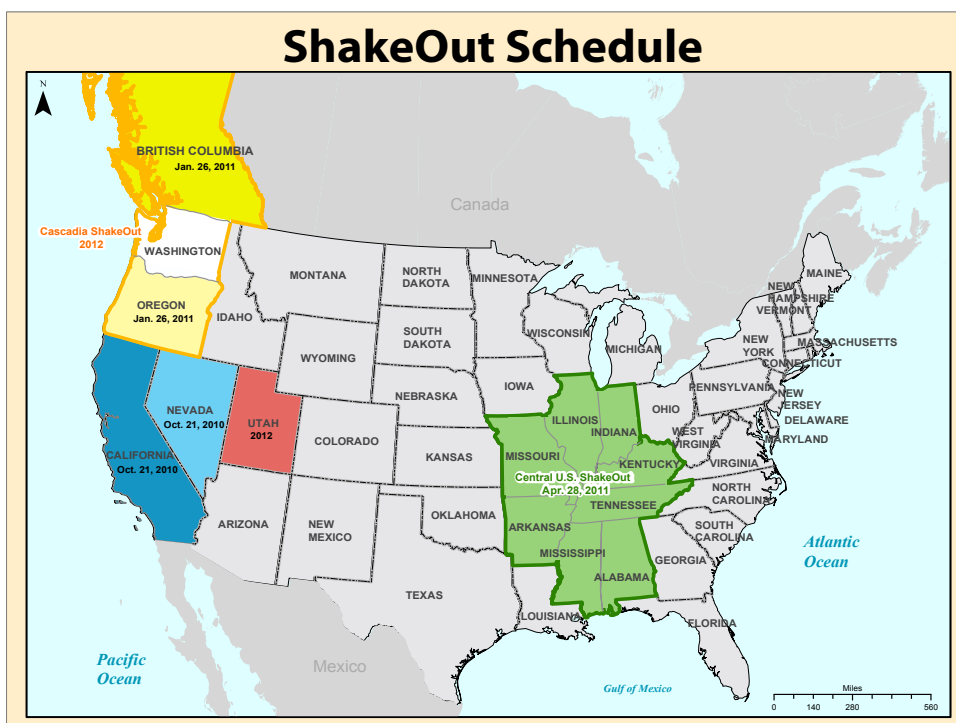 ShakeOut Schedule
N
BRITISH COLUMBIA
Jan. 26, 2011
Canada
Cascadia ShakeOut
2012
WASHINGTON
MONTANA
NORTH
DAKOTA
MINNESOTA
MAINE
NEW
HAMPSHIRE
VERMONT
OREGON
Jan. 26, 2011
IDAHO
SOUTH
DAKOTA
WISCONSIN
MICHIGAN
NEW
YORK
MASSACHUSETTS
CONNECTICUT
WYOMING
IOWA
PENNSYLVANIA
NEW
JERSEY
NEBRASKA
NEVADA
Oct. 21, 2010
UTAH
2012
ILLINOIS
INDIANA
OHIO
DELAWARE
WEST
VIRGINIA
MARYLAND
COLORADO
KANSAS
MISSOURI
KENTUCKY
VIRGINIA
CALIFORNIA
Oct. 21, 2010
Central U.S. ShakeOut
Apr. 28, 2011
NORTH
CAROLINA
TENNESSEE
ARIZONA
NEW
MEXICO
OKLAHOMA
ARKANSAS
SOUTH
CAROLINA
MISSISSIPPI
GEORGIA
Atlantic
Ocean
ALABAMA
TEXAS
LOUISIANA
FLORIDA
Pacific
Ocean
Mexico
Gulf of Mexico
Miles
0 140 280 560